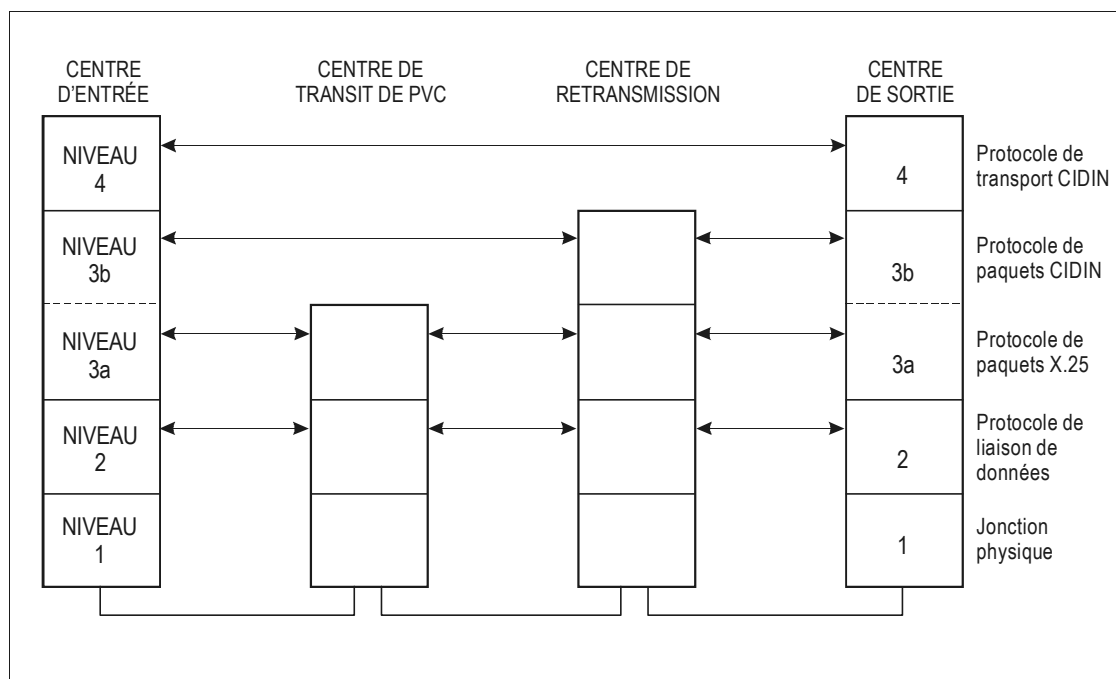 CENTRE
D'ENTRÉE
CENTRE DE
TRANSIT DE PVC
CENTRE DE
RETRANSMISSION
CENTRE
DE SORTIE
NIVEAU
4
4
Protocole de
transport CIDIN
NIVEAU
3b
3b
Protocole de
paquets CIDIN
NIVEAU
3a
3a
Protocole de
paquets X.25
NIVEAU
2
2
Protocole de
liaison de
données
NIVEAU
1
1
Jonction
physique